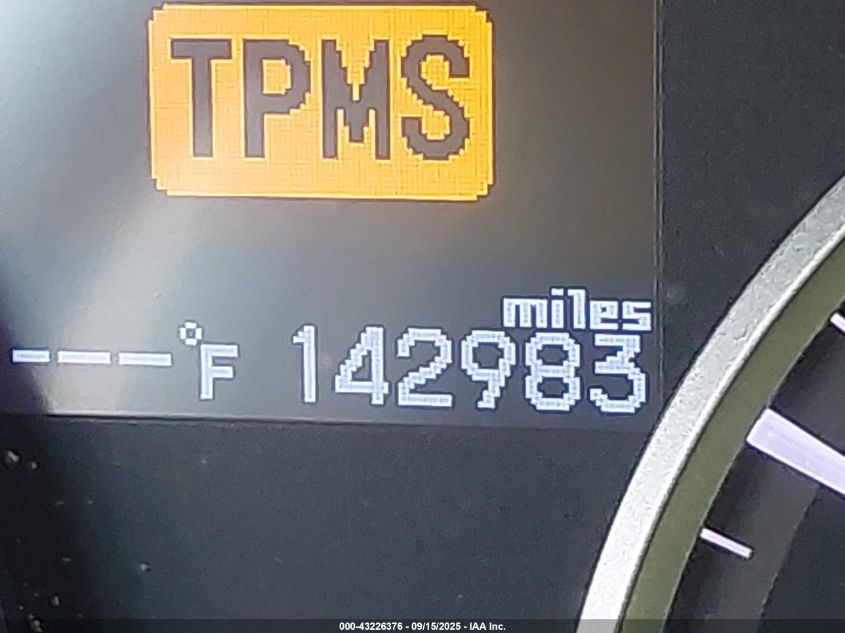 TPMS
miles
---°F 142983
000-43226376 - 09/15/2025 - IAA Inc.